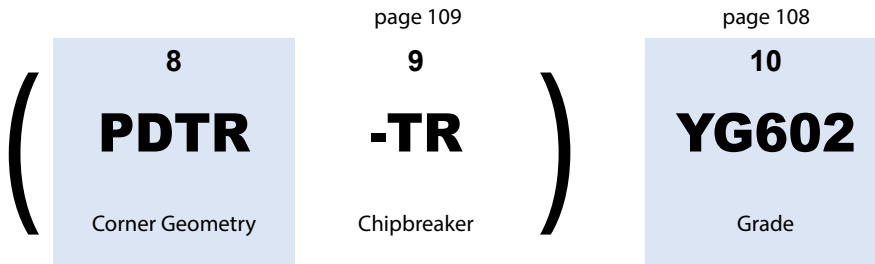 page 109 page 108
8 9 10
( PDTR -TR ) YG602
Corner Geometry Chipbreaker Grade